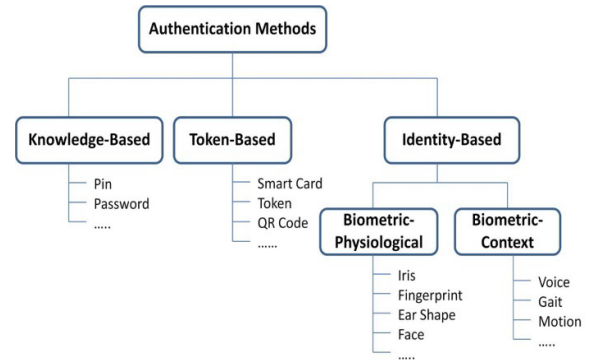 Authentication Methods
Knowledge-Based
Token-Based
Identity-Based
Pin
Password
.....
Smart Card
Token
QR Code
......
Biometric-
Physiological
Biometric-
Context
Iris
Fingerprint
Ear Shape
Face
.....
Voice
Gait
Motion
.....